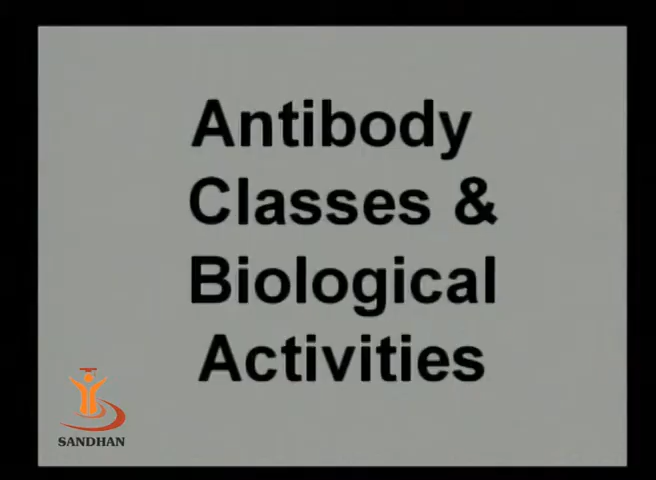 Antibody
Classes &
Biological
Activities
SANDHAN